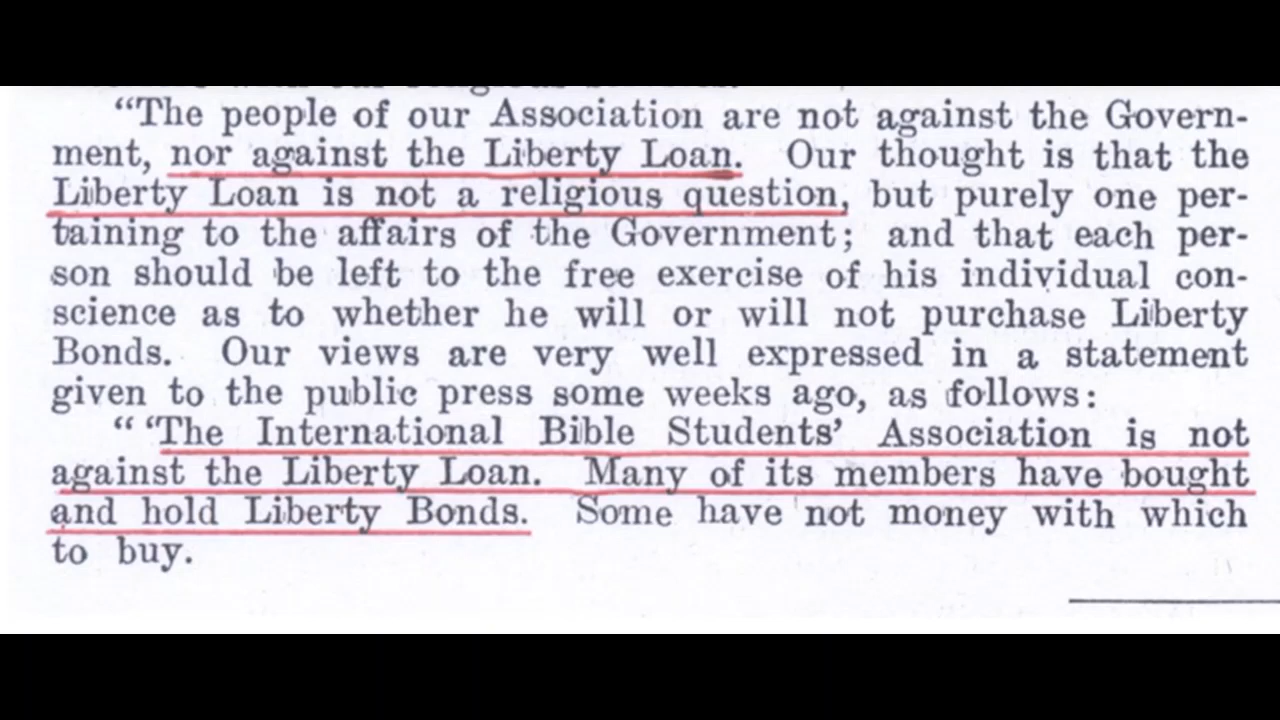 “The people of our Association are not against the Govern-
ment, nor against the Liberty Loan. Our thought is that the
Liberty Loan is not a religious question, but purely one per-
taining to the affairs of the Government; and that each per-
son should be left to the free exercise of his individual con-
science as to whether he will or will not purchase Liberty
Bonds. Our views are very well expressed in a statement
given to the public press some weeks ago, as follows:
“ ‘The International Bible Students’ Association is not
against the Liberty Loan. Many of its members have bought
and hold Liberty Bonds. Some have not money with which
to buy.